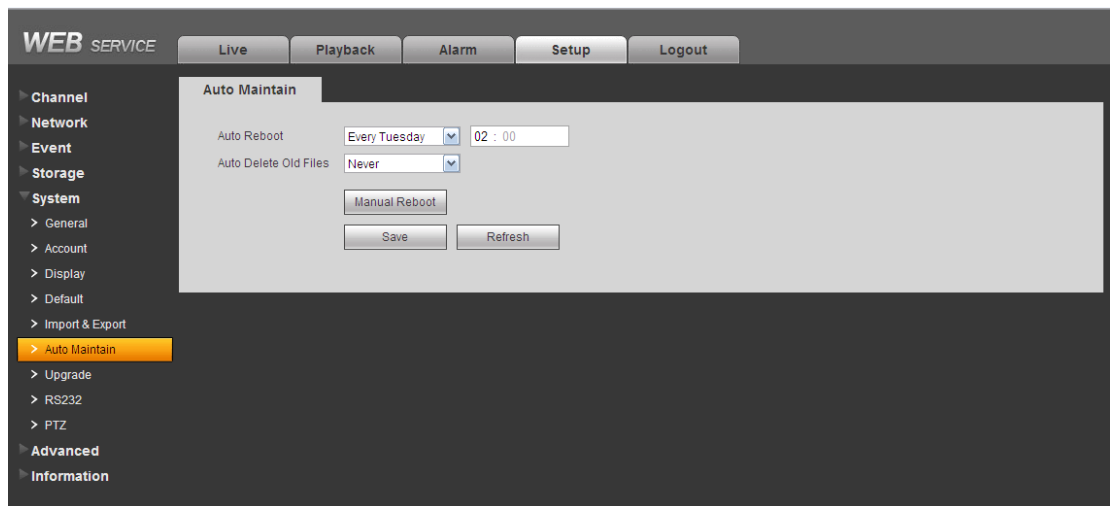 WEB SERVICE
Live Playback Alarm Setup Logout
Auto Maintain
Channel
Network
Event
Storage
System
> General
> Account
> Display
> Default
> Import & Export
> Auto Maintain
> Upgrade
> RS232
> PTZ
Advanced
Information
Auto Reboot Every Tuesday 02 : 00
Auto Delete Old Files Never
Manual Reboot
Save Refresh